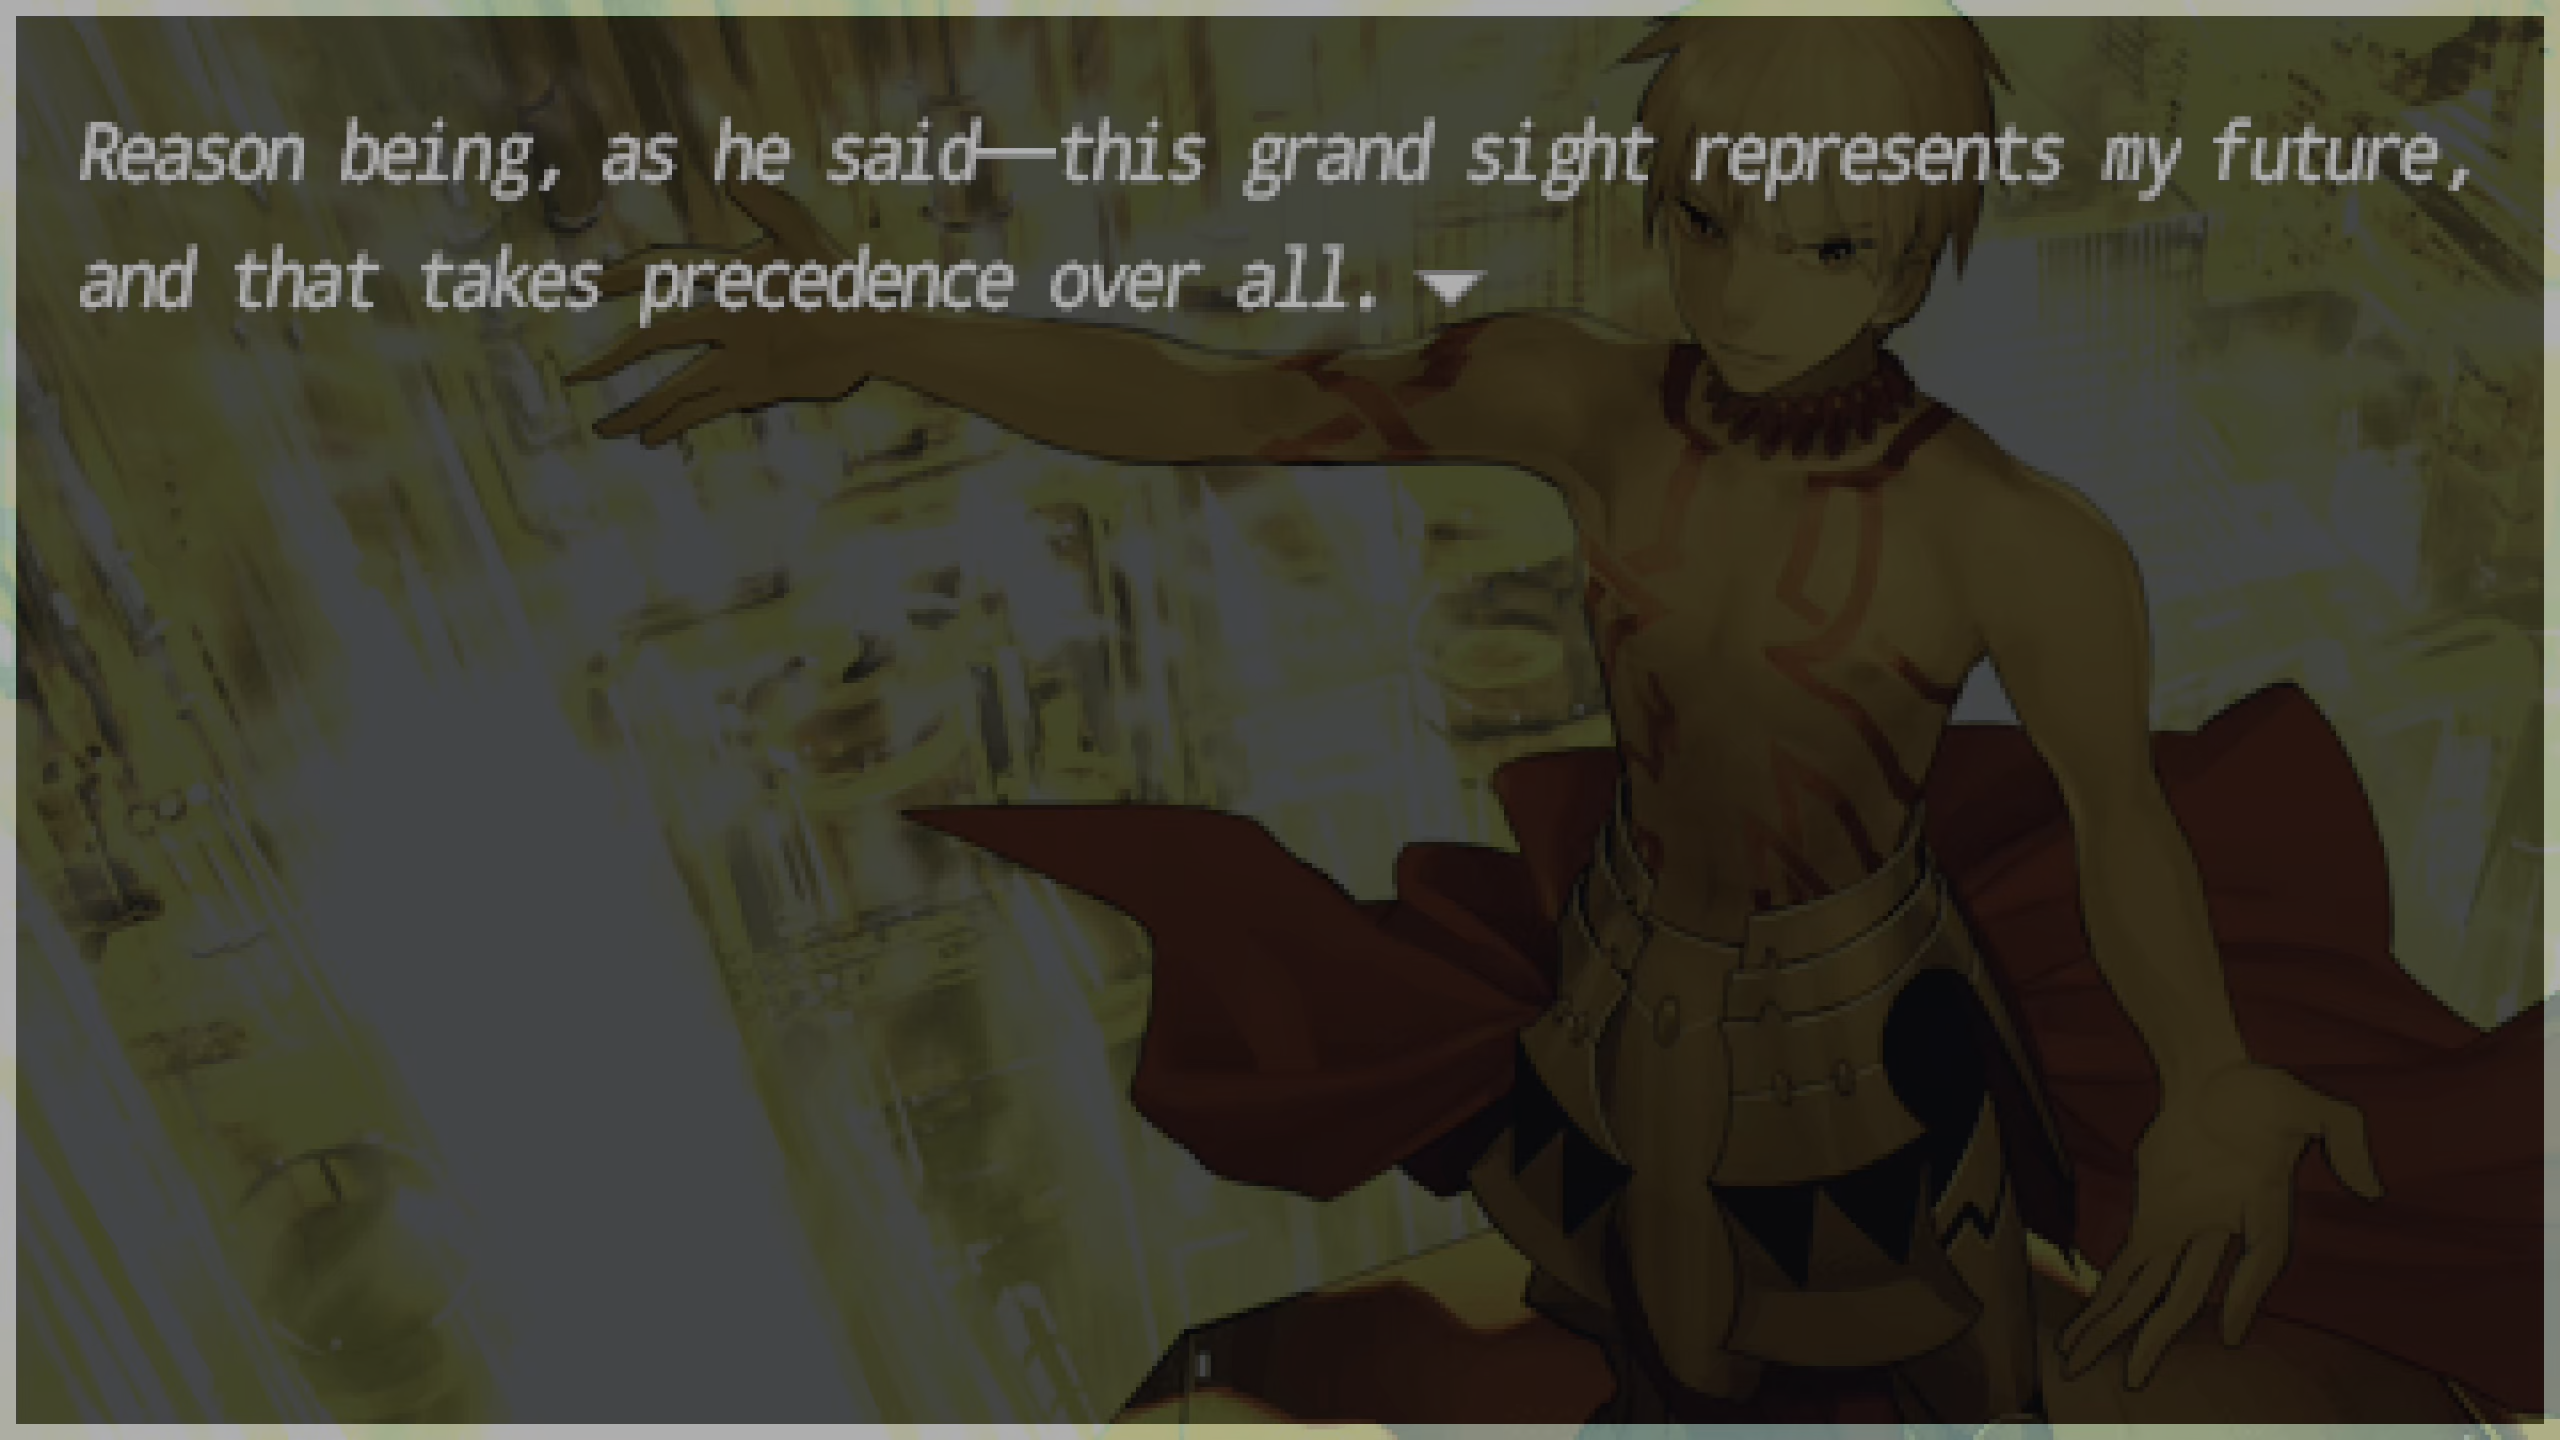 Reason being, as he said──this grand sight represents my future,
and that takes precedence over all.